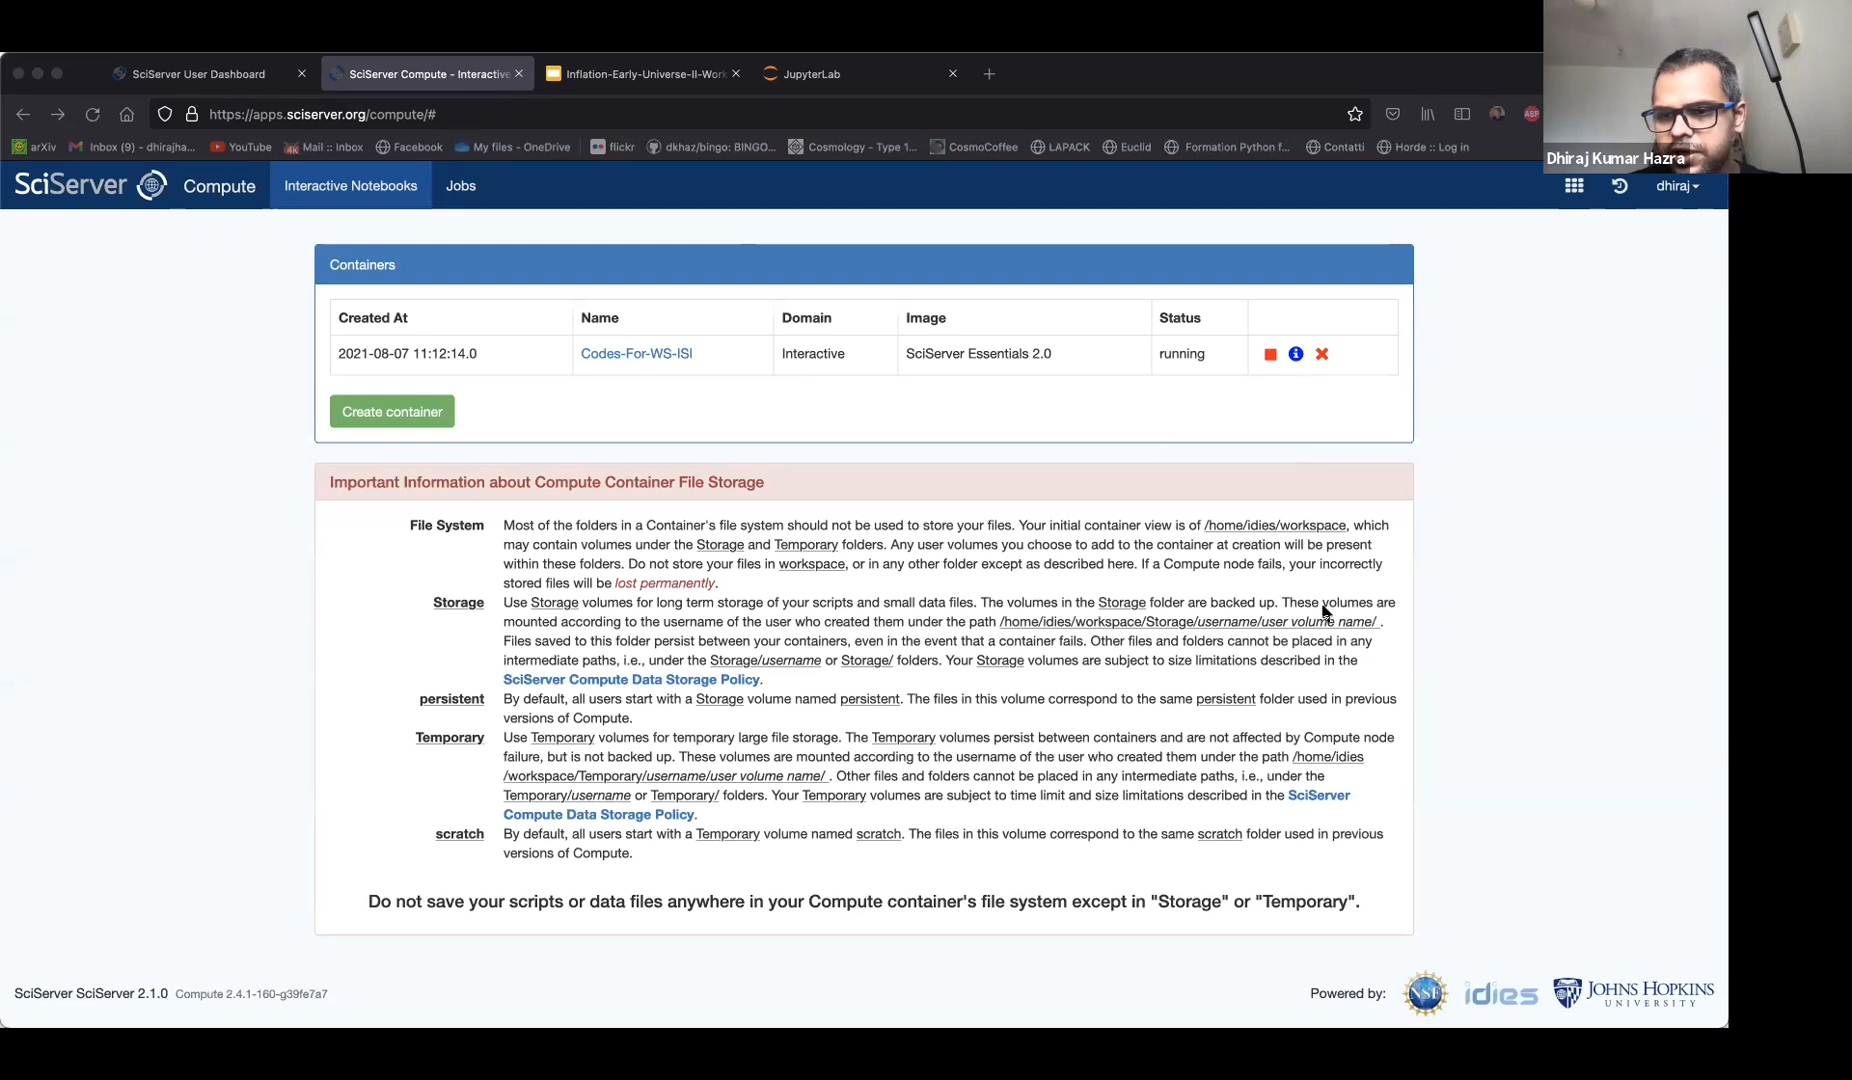 SciServer User Dashboard
SciServer Compute - Interactive
Inflation-Early-Universe-II-Work
JupyterLab
https://apps.sciserver.org/compute/#
ABP
arXiv
Inbox (9) - dhirajha...
YouTube
Mail :: Inbox
Facebook
My files - OneDrive
flickr
dkhaz/bingo: BINGO...
Cosmology - Type 1...
CosmoCoffee
LAPACK
Euclid
Formation Python f...
Contatti
Horde :: Log in
Dhiraj Kumar Hazra
SciServer Compute
Interactive Notebooks
Jobs
dhiraj
Containers
Created At Name Domain Image Status
2021-08-07 11:12:14.0 Codes-For-WS-ISI Interactive SciServer Essentials 2.0 running
Create container
Important Information about Compute Container File Storage
File System Most of the folders in a Container's file system should not be used to store your files. Your initial container view is of /home/idies/workspace, which
may contain volumes under the Storage and Temporary folders. Any user volumes you choose to add to the container at creation will be present
within these folders. Do not store your files in workspace, or in any other folder except as described here. If a Compute node fails, your incorrectly
stored files will be lost permanently.
Storage Use Storage volumes for long term storage of your scripts and small data files. The volumes in the Storage folder are backed up. These volumes are
mounted according to the username of the user who created them under the path /home/idies/workspace/Storage/username/user volume name/ .
Files saved to this folder persist between your containers, even in the event that a container fails. Other files and folders cannot be placed in any
intermediate paths, i.e., under the Storage/username or Storage/ folders. Your Storage volumes are subject to size limitations described in the
SciServer Compute Data Storage Policy.
persistent By default, all users start with a Storage volume named persistent. The files in this volume correspond to the same persistent folder used in previous
versions of Compute.
Temporary Use Temporary volumes for temporary large file storage. The Temporary volumes persist between containers and are not affected by Compute node
failure, but is not backed up. These volumes are mounted according to the username of the user who created them under the path /home/idies
/workspace/Temporary/username/user volume name/ . Other files and folders cannot be placed in any intermediate paths, i.e., under the
Temporary/username or Temporary/ folders. Your Temporary volumes are subject to time limit and size limitations described in the SciServer
Compute Data Storage Policy.
scratch By default, all users start with a Temporary volume named scratch. The files in this volume correspond to the same scratch folder used in previous
versions of Compute.
Do not save your scripts or data files anywhere in your Compute container's file system except in "Storage" or "Temporary".
SciServer SciServer 2.1.0 Compute 2.4.1-160-g39fe7a7
Powered by:
NSF
idies
JOHNS HOPKINS
UNIVERSITY